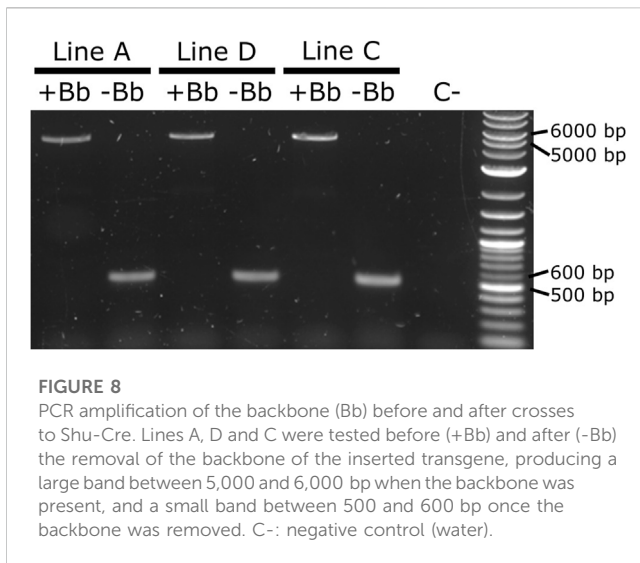 Line A Line D Line C
+Bb -Bb +Bb -Bb +Bb -Bb C-
6000 bp
5000 bp
600 bp
500 bp
FIGURE 8
PCR amplification of the backbone (Bb) before and after crosses
to Shu-Cre. Lines A, D and C were tested before (+Bb) and after (-Bb)
the removal of the backbone of the inserted transgene, producing a
large band between 5,000 and 6,000 bp when the backbone was
present, and a small band between 500 and 600 bp once the
backbone was removed. C-: negative control (water).